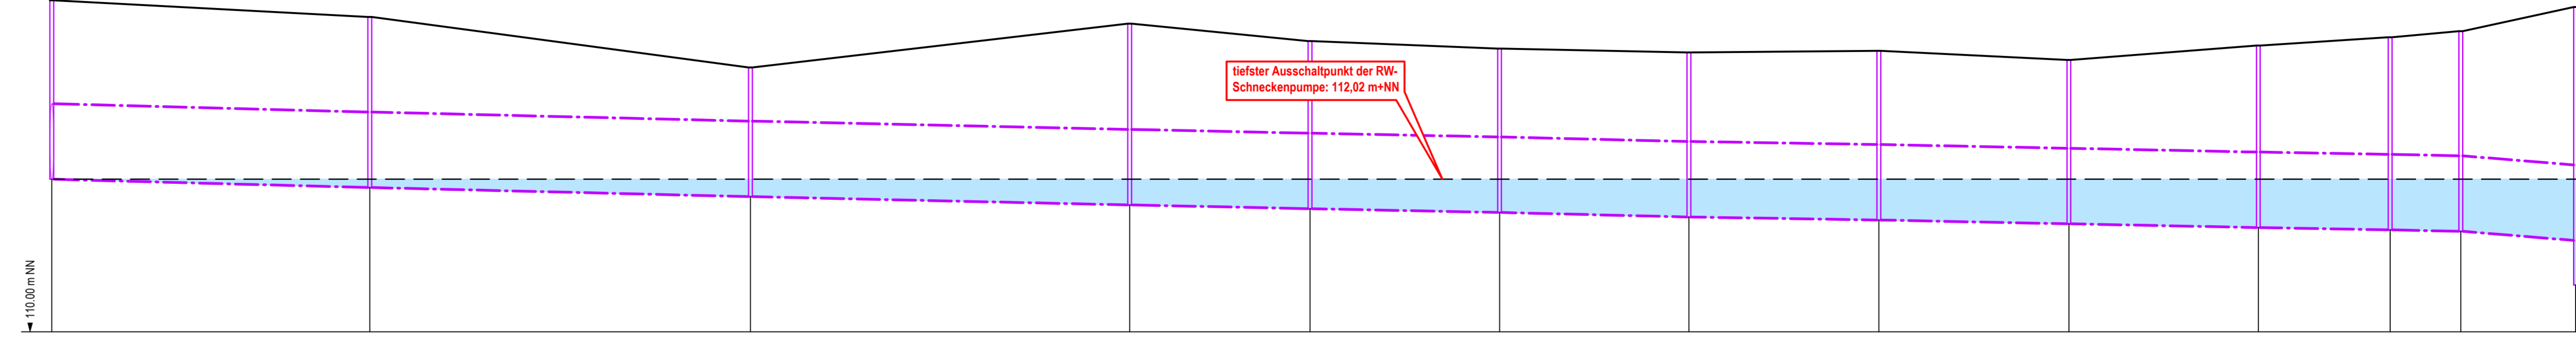 tiefster Ausschaltpunkt der RW-
Schneckenpumpe: 112,02 m+NN
110.00 m NN